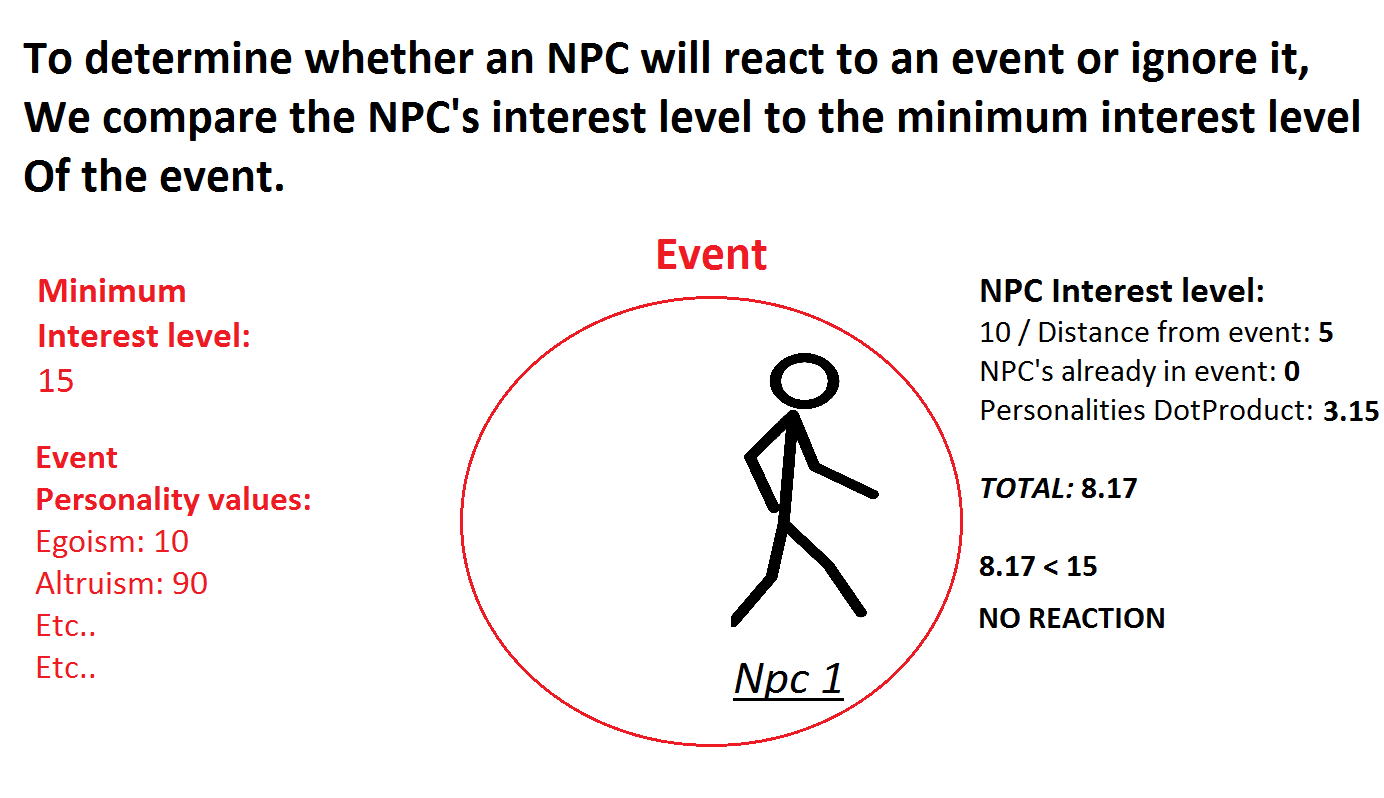 To determine whether an NPC will react to an event or ignore it,
We compare the NPC's interest level to the minimum interest level
Of the event.
Event
Minimum
Interest level:
15
Event
Personality values:
Egoism: 10
Altruism: 90
Etc..
Etc..
Npc 1
NPC Interest level:
10 / Distance from event: 5
NPC's already in event: 0
Personalities DotProduct: 3.15
TOTAL: 8.17
8.17 < 15
NO REACTION